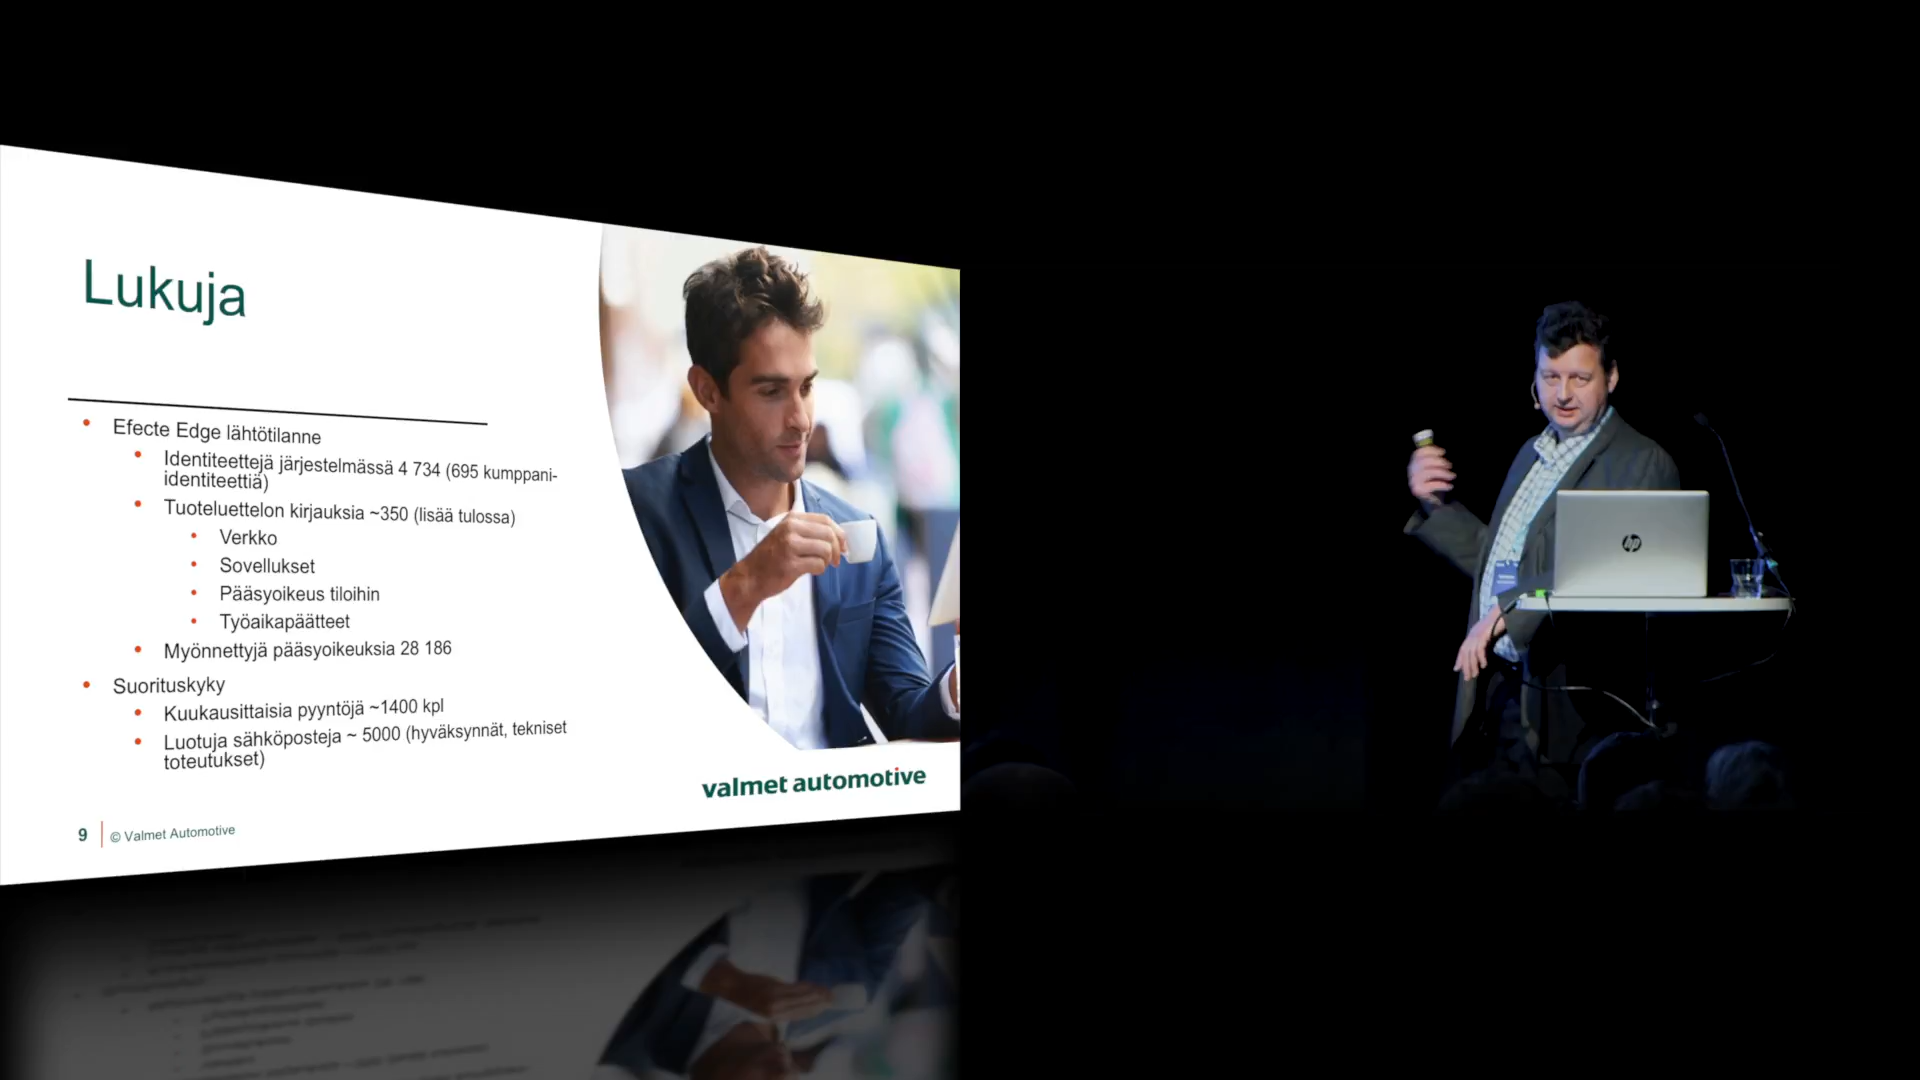 Lukuja
• Efecte Edge lähtötilanne
• Identiteettejä järjestelmässä 4 734 (695 kumppani-
identiteettiä)
• Tuoteluettelon kirjauksia ~350 (lisää tulossa)
• Verkko
• Sovellukset
• Pääsyoikeus tiloihin
• Työaikapäätteet
• Myönnettyjä pääsyoikeuksia 28 186
• Suorituskyky
• Kuukausittaisia pyyntöjä ~1400 kpl
• Luotuja sähköposteja ~ 5000 (hyväksynnät, tekniset
toteutukset)
valmet automotive
9 © Valmet Automotive
hp